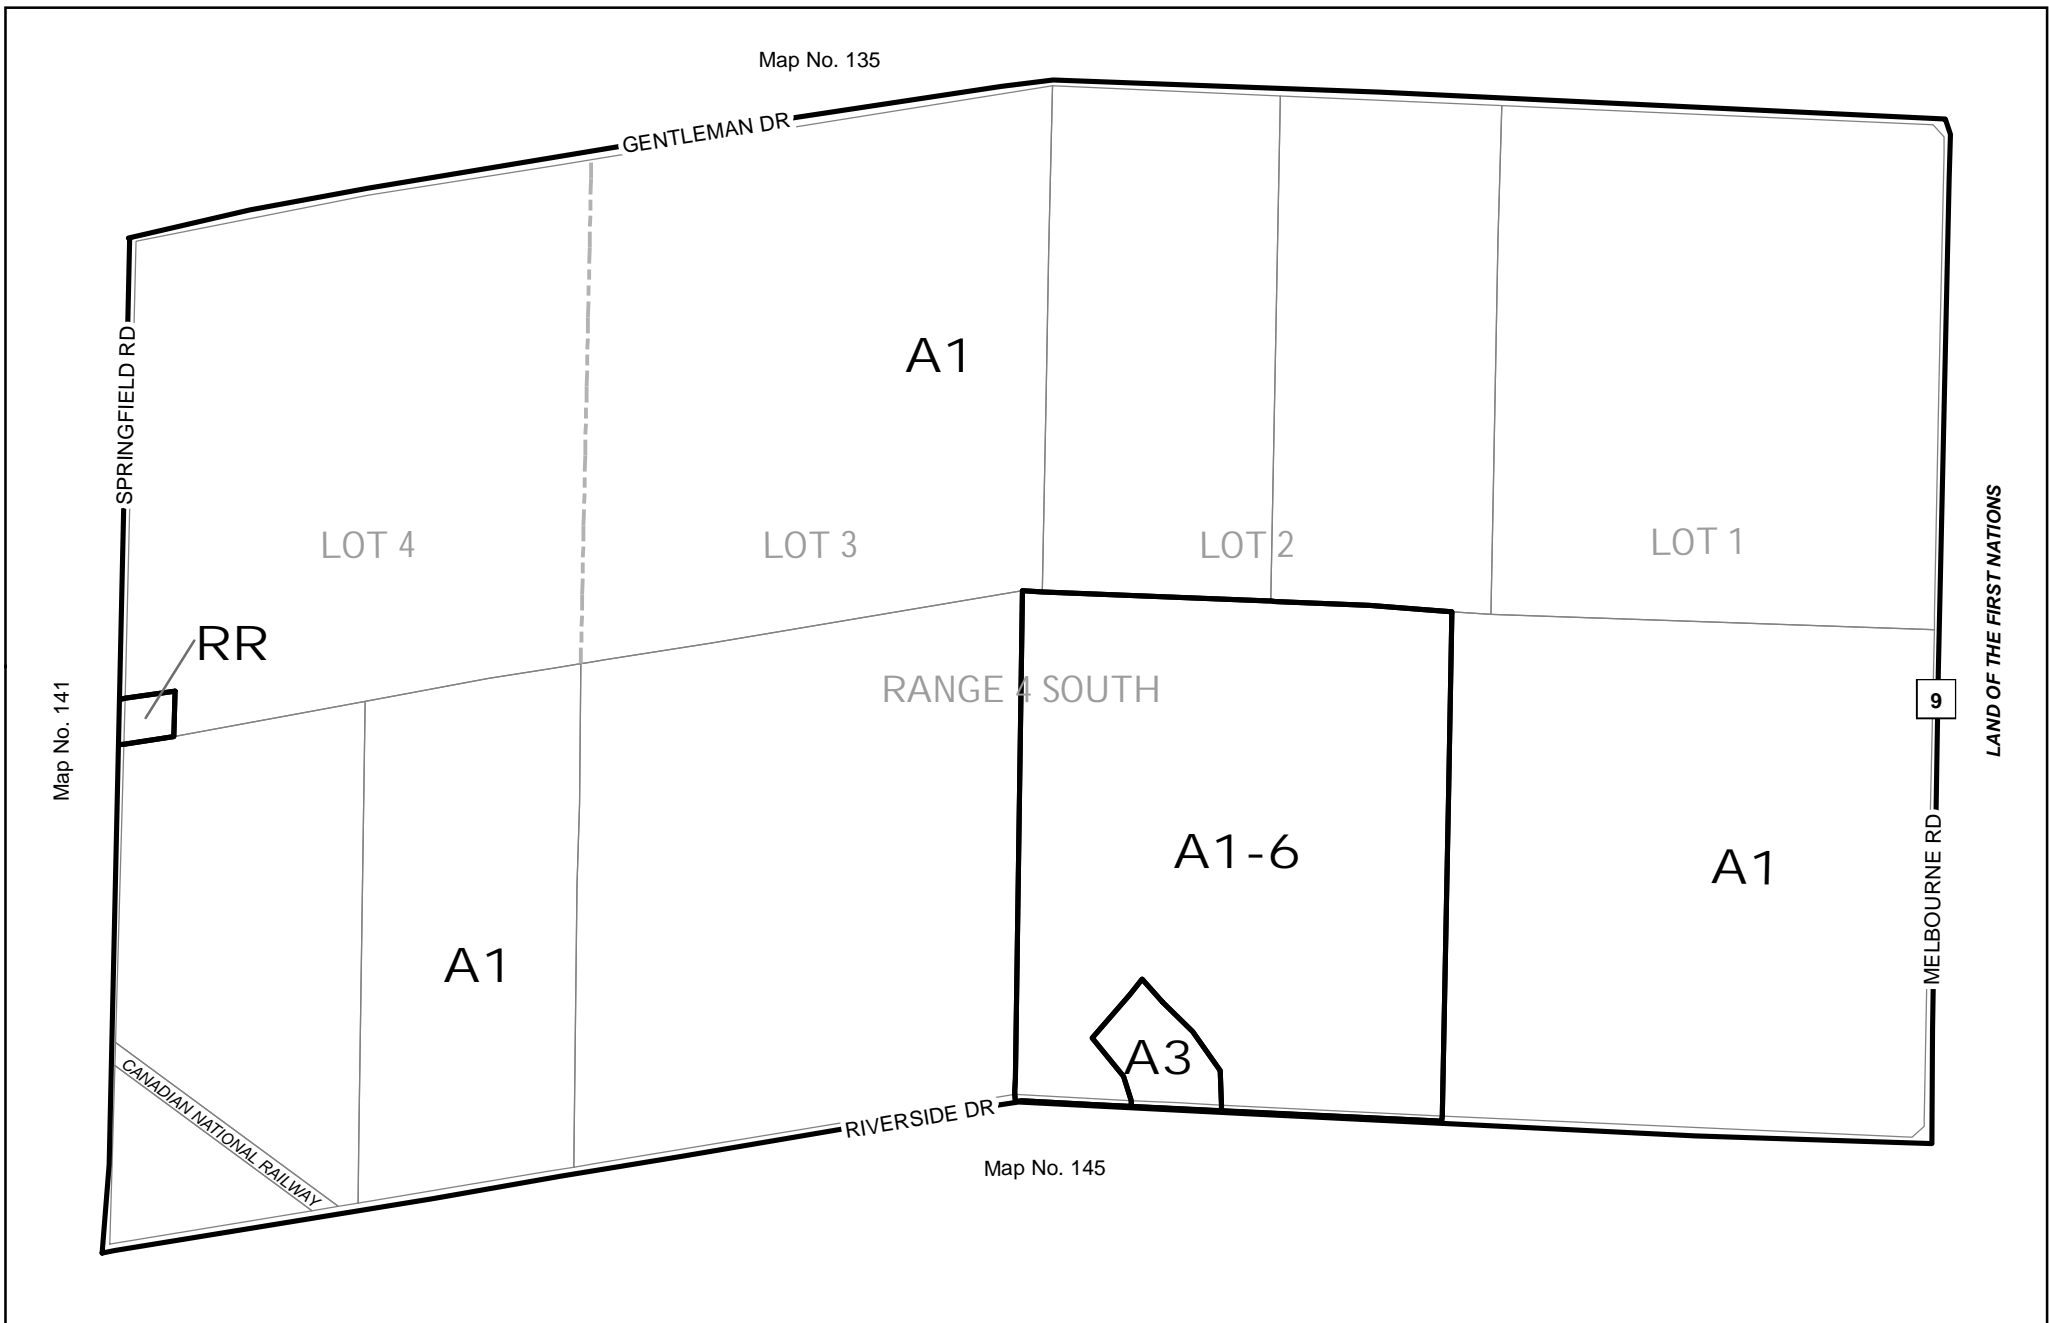 Map No. 135
GENTLEMAN DR
A1
SPRINGFIELD RD
LOT 4
LOT 3
LOT 2
LOT 1
LAND OF THE FIRST NATIONS
RR
RANGE 4 SOUTH
9
Map No. 141
A1-6
A1
MELBOURNE RD
A1
A3
CANADIAN NATIONAL RAILWAY
RIVERSIDE DR
Map No. 145